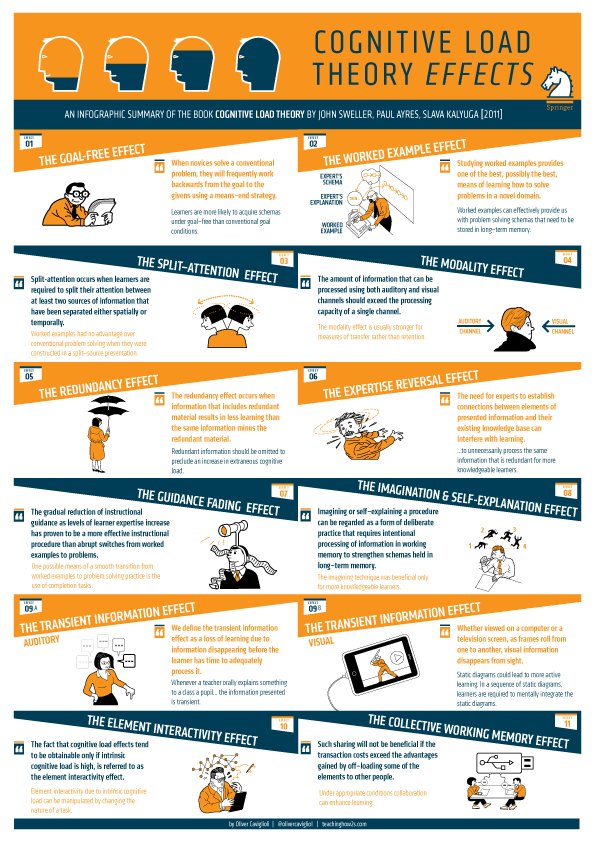 COGNITIVE LOAD
THEORY EFFECTS
Springer
AN INFOGRAPHIC SUMMARY OF THE BOOK COGNITIVE LOAD THEORY BY JOHN SWELLER, PAUL AYRES, SLAVA KALYUGA [2011]
EFFECT
01
THE GOAL-FREE EFFECT
When novices solve a conventional
problem, they will frequently work
backwards from the goal to the
givens using a means-end strategy.
Learners are more likely to acquire schemas
under goal-free than conventional goal
conditions.
EFFECT
02
THE WORKED EXAMPLE EFFECT
EXPERT'S
SCHEMA
EXPERT'S
EXPLANATION
WORKED
EXAMPLE
Studying worked examples provides
one of the best, possibly the best,
means of learning how to solve
problems in a novel domain.
Worked examples can effectively provide us
with problem solving schemas that need to be
stored in long-term memory.
EFFECT
03
THE SPLIT-ATTENTION EFFECT
Split-attention occurs when learners are
required to split their attention between
at least two sources of information that
have been separated either spatially or
temporally.
Worked examples had no advantage over
conventional problem-solving when they were
constructed in a split-source presentation.
EFFECT
04
THE MODALITY EFFECT
The amount of information that can be
processed using both auditory and visual
channels should exceed the processing
capacity of a single channel.
The modality effect is usually stronger for
measures of transfer rather than attention.
AUDITORY
CHANNEL
VISUAL
CHANNEL
EFFECT
05
THE REDUNDANCY EFFECT
The redundancy effect occurs when
information that includes redundant
material results in less learning than
the same information minus the
redundant material.
Redundant information should be omitted to
preclude an increase in extraneous cognitive
load.
EFFECT
06
THE EXPERTISE REVERSAL EFFECT
The need for experts to establish
connections between elements of
presented information and their
existing knowledge base can
interfere with learning.
...to unnecessarily process the same
information that is redundant for more
knowledgeable learners.
EFFECT
07
THE GUIDANCE FADING EFFECT
The gradual reduction of instructional
guidance as levels of learner expertise increase
has proven to be a more effective instructional
procedure than abrupt switches from worked
examples to problems.
One possible means of a smooth transition from
worked examples to problem solving practice is the
use of completion tasks.
EFFECT
08
THE IMAGINATION & SELF-EXPLANATION EFFECT
Imagining or self-explaining a procedure
can be regarded as a form of deliberate
practice that requires intentional
processing of information in working
memory to strengthen schemas held in
long-term memory.
The imagining technique was beneficial only
for more knowledgeable learners.
1
2
3
4
EFFECT
09A
THE TRANSIENT INFORMATION EFFECT
AUDITORY
We define the transient information
effect as a loss of learning due to
information disappearing before the
learner has time to adequately
process it.
Whenever a teacher orally explains something
to a class a pupil... the information presented
is transient.
EFFECT
09B
THE TRANSIENT INFORMATION EFFECT
VISUAL
Whether viewed on a computer or a
television screen, as frames roll from
one to another, visual information
disappears from sight.
Static diagrams could lead to more active
learning. In a sequence of static diagrams,
learners are required to mentally integrate the
static diagrams
EFFECT
10
THE ELEMENT INTERACTIVITY EFFECT
The fact that cognitive load effects tend
to be obtainable only if intrinsic
cognitive load is high, is referred to as
the element interactivity effect.
Element interactivity due to intrinsic cognitive
load can be manipulated by changing the
nature of a task.
EFFECT
11
THE COLLECTIVE WORKING MEMORY EFFECT
Such sharing will not be beneficial if the
transaction costs exceed the advantages
gained by off-loading some of the
elements to other people.
Under appropriate conditions collaboration
can enhance learning.
by Oliver Caviglioli | @olivercavigliol | teachinghow2s.com